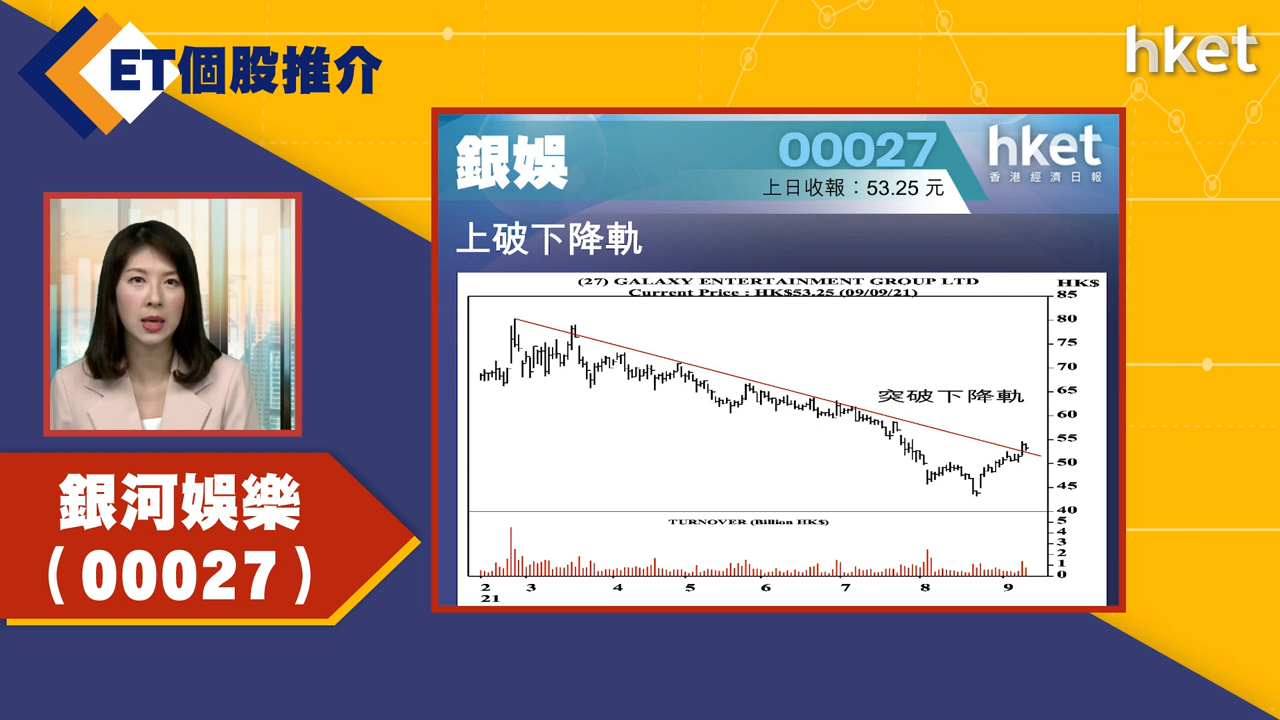 ET個股推介
hket
銀娛
00027
上日收報：53.25 元
hket
香港經濟日報
上破下降軌
(27) GALAXY ENTERTAINMENT GROUP LTD
Current Price : HK$53.25 (09/09/21)
HK$
85
80
75
70
65
60
55
50
45
40
突破下降軌
TURNOVER (Billion HK$)
5
4
3
2
1
0
2 3 4 5 6 7 8 9
21
銀河娛樂
（00027）